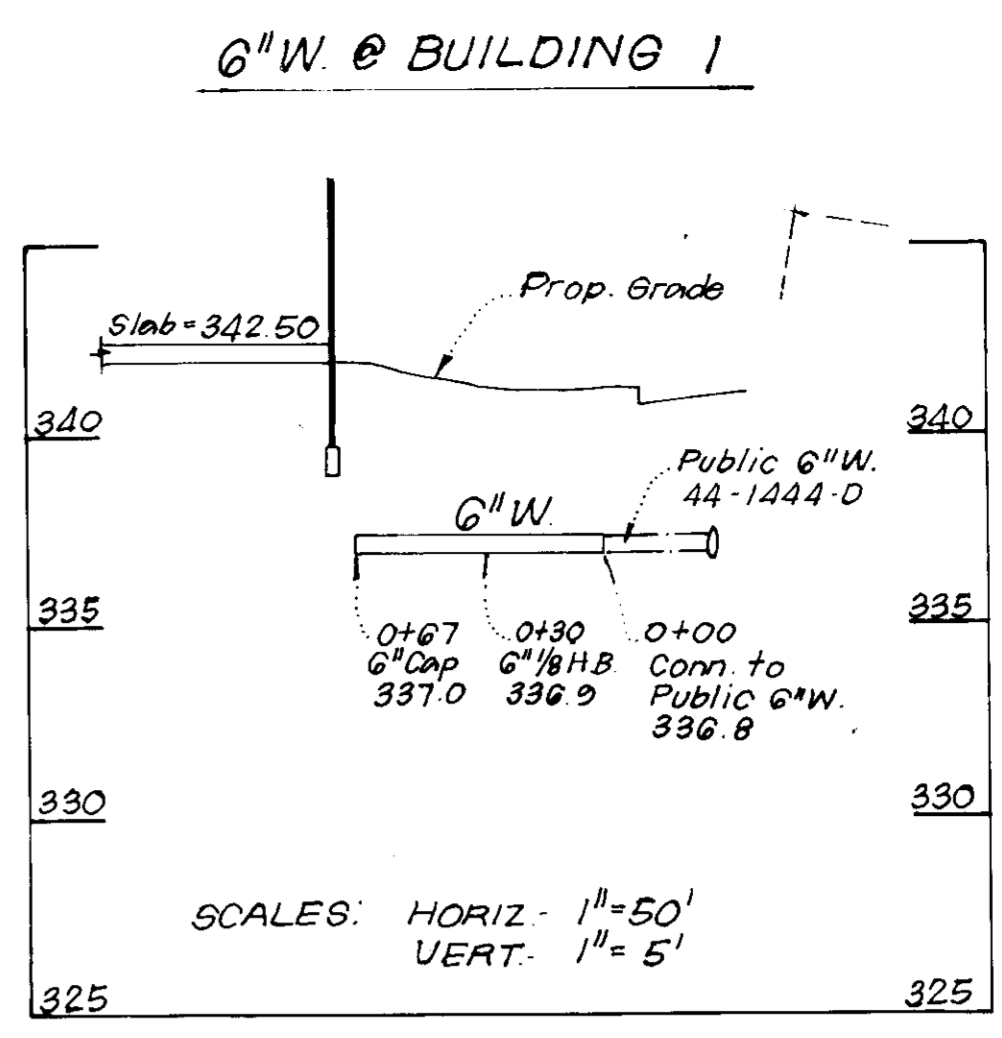 6"W. @ BUILDING 1
Slab=342.50
Prop. Grade
340
340
Public 6"W.
44-1444-D
6"W.
335
335
0+67
6"Cap
337.0
0+30
6"1/8 H.B.
336.9
0+00
Conn. to
Public 6"W.
336.8
330
330
SCALES: HORIZ.- 1"=50'
VERT.- 1"= 5'
325
325